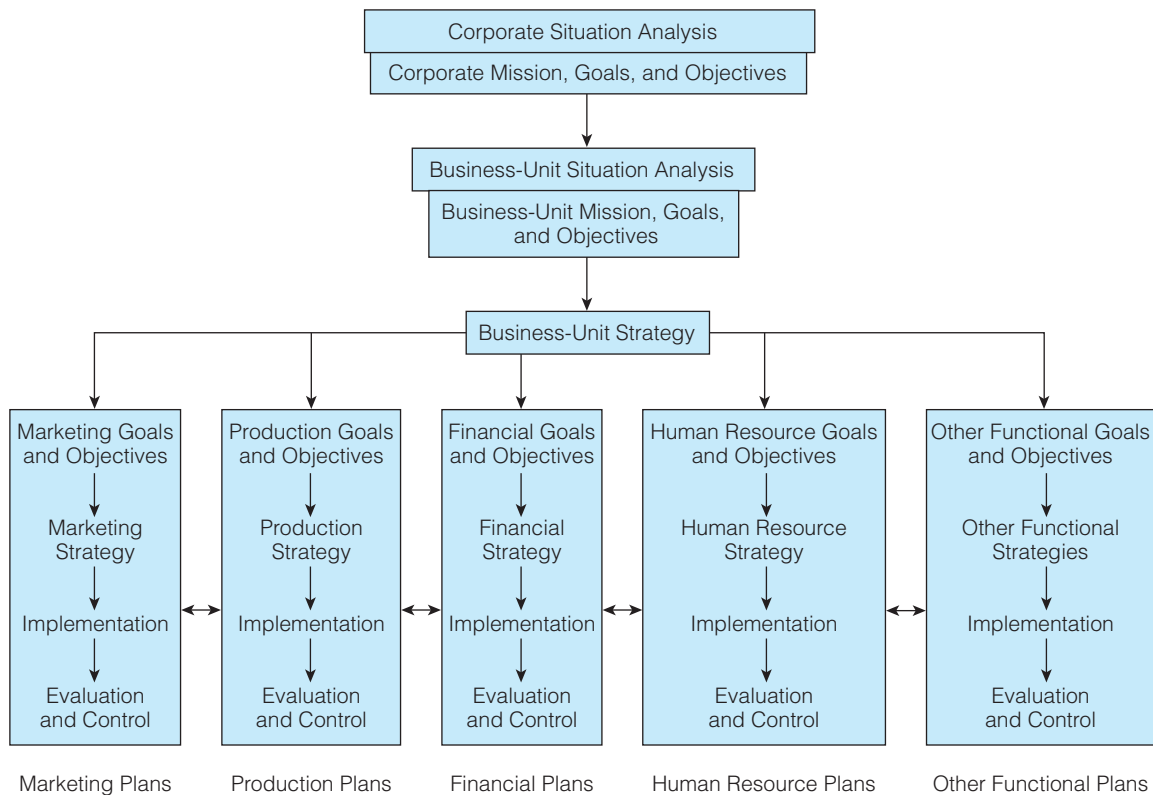 Corporate Situation Analysis
Corporate Mission, Goals, and Objectives
Business-Unit Situation Analysis
Business-Unit Mission, Goals,
and Objectives
Business-Unit Strategy
Marketing Goals
and Objectives
Marketing
Strategy
Implementation
Evaluation
and Control
Marketing Plans
Production Goals
and Objectives
Production
Strategy
Implementation
Evaluation
and Control
Production Plans
Financial Goals
and Objectives
Financial
Strategy
Implementation
Evaluation
and Control
Financial Plans
Human Resource Goals
and Objectives
Human Resource
Strategy
Implementation
Evaluation
and Control
Human Resource Plans
Other Functional Goals
and Objectives
Other Functional
Strategies
Implementation
Evaluation
and Control
Other Functional Plans